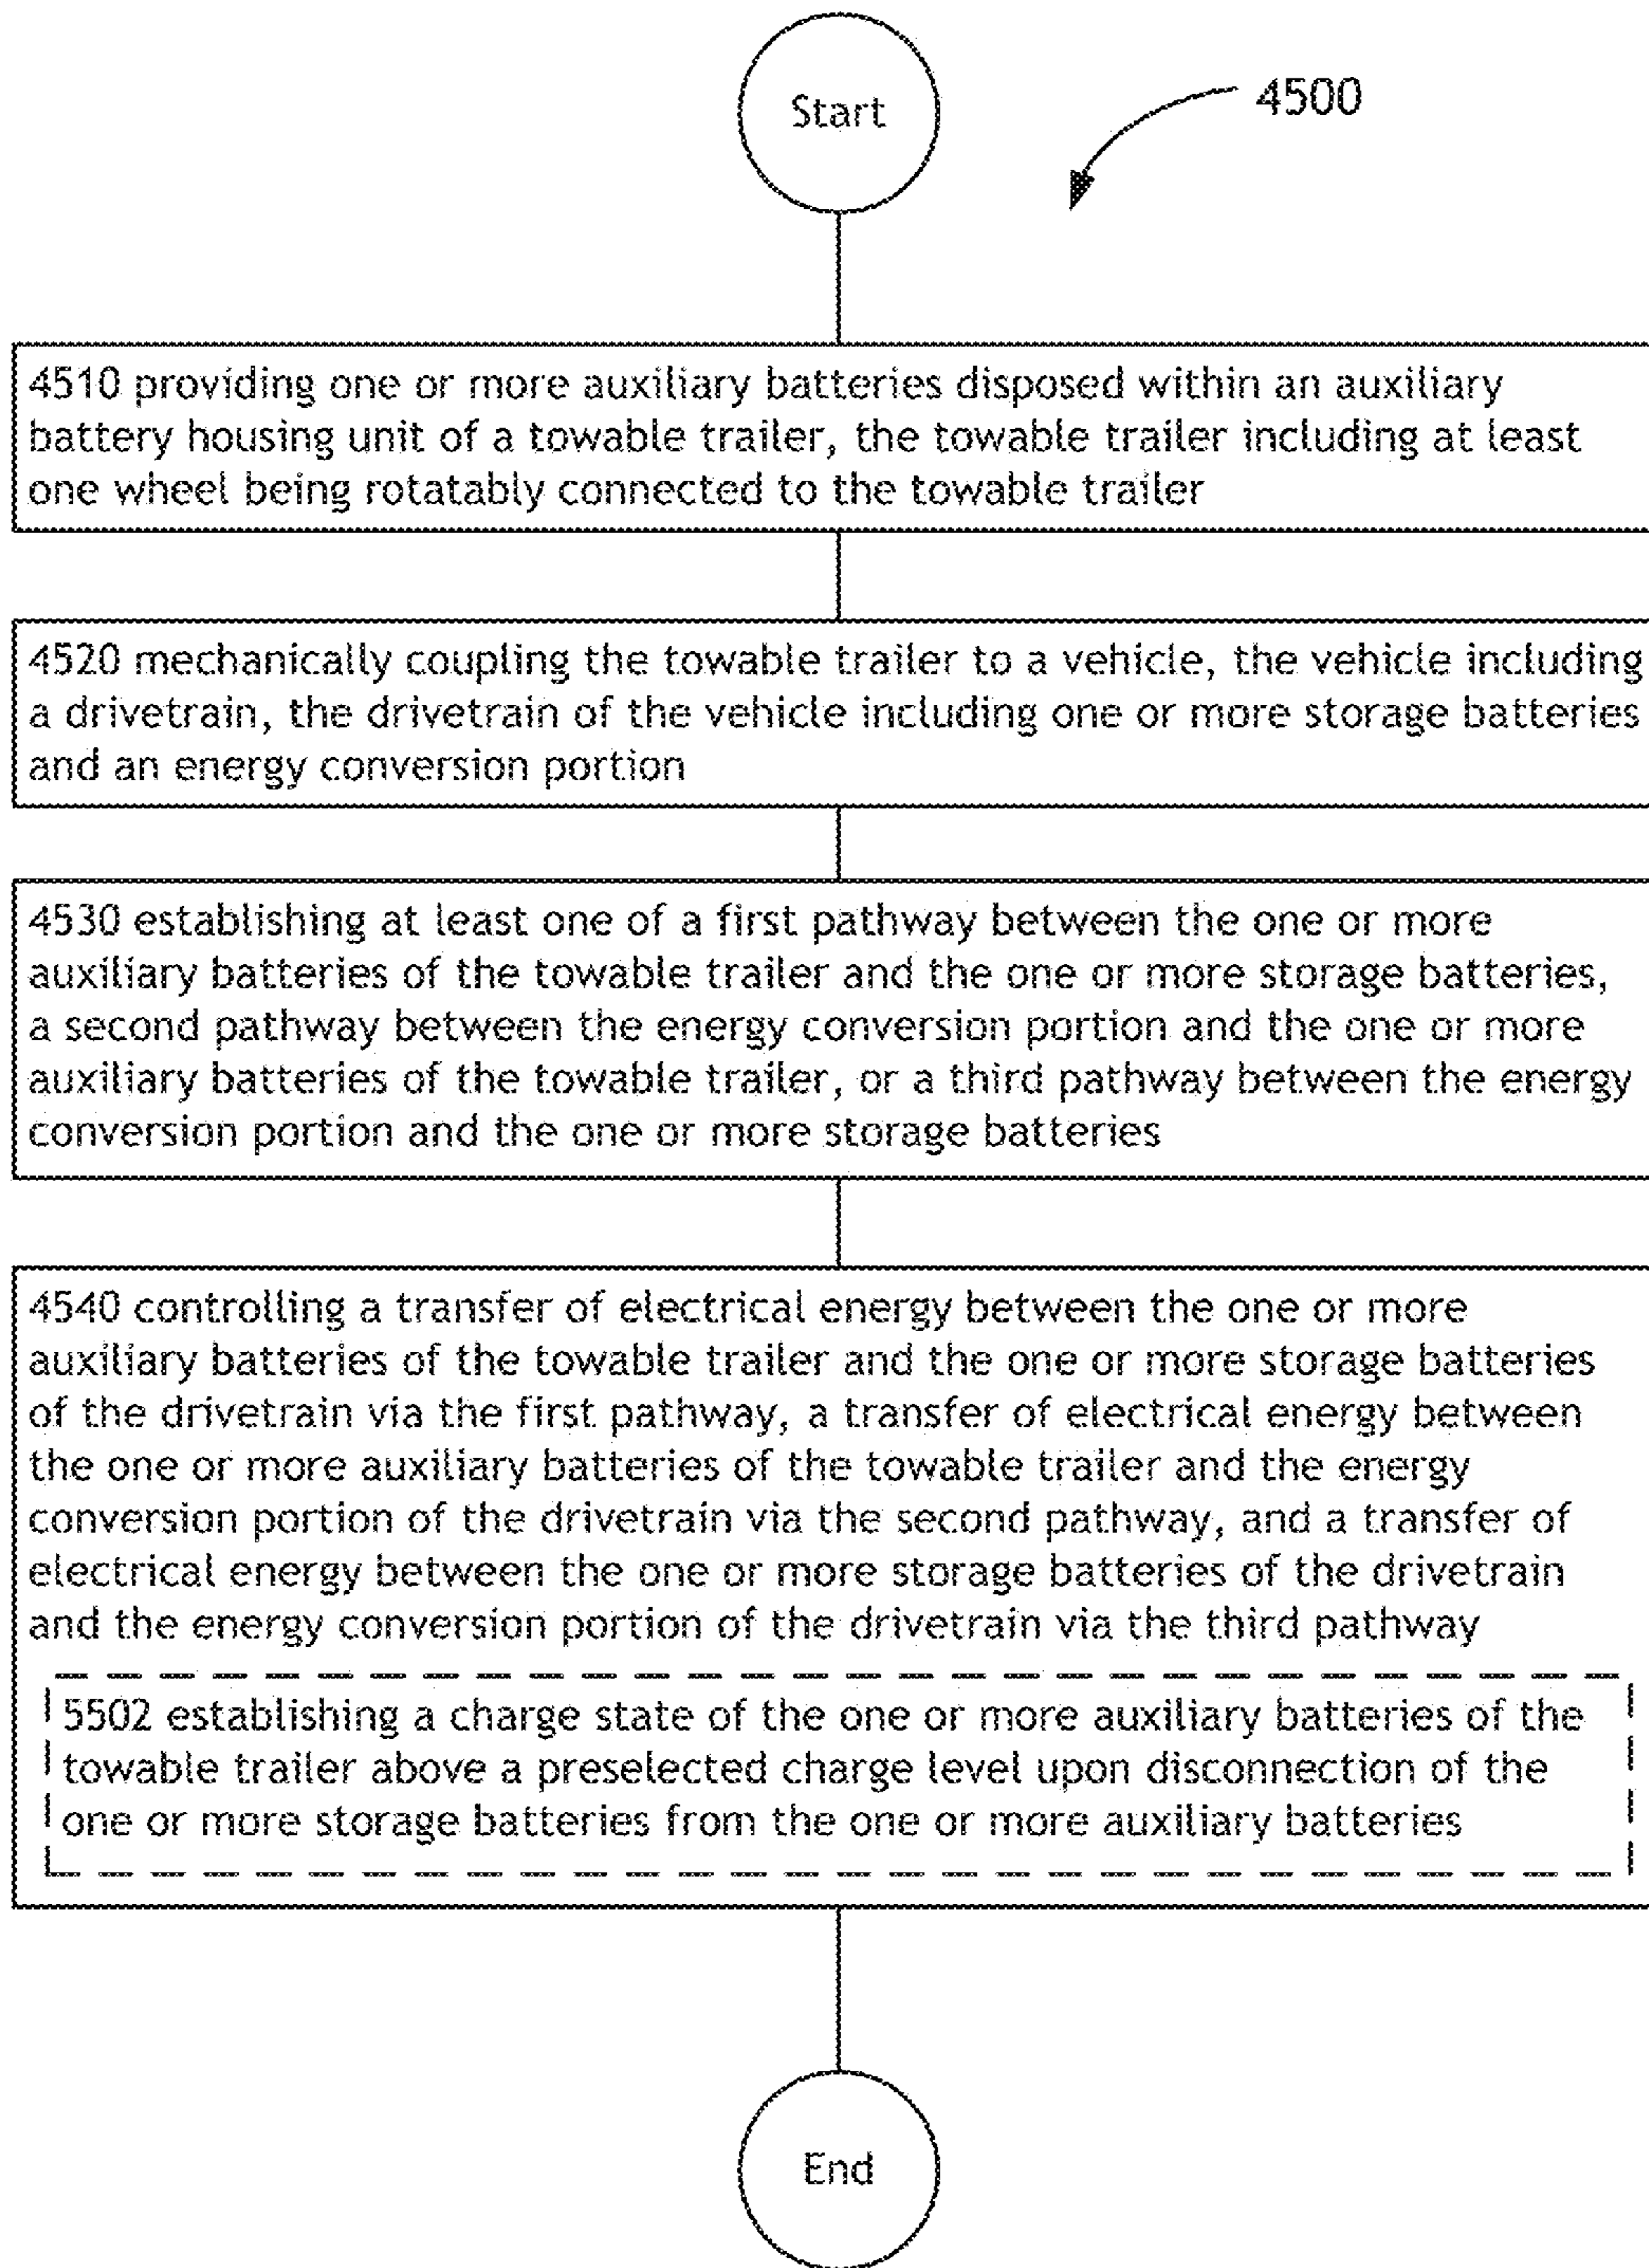 Start
4500
4510 providing one or more auxiliary batteries disposed within an auxiliary
battery housing unit of a towable trailer, the towable trailer including at least
one wheel being rotatably connected to the towable trailer
4520 mechanically coupling the towable trailer to a vehicle, the vehicle including
a drivetrain, the drivetrain of the vehicle including one or more storage batteries
and an energy conversion portion
4530 establishing at least one of a first pathway between the one or more
auxiliary batteries of the towable trailer and the one or more storage batteries,
a second pathway between the energy conversion portion and the one or more
auxiliary batteries of the towable trailer, or a third pathway between the energy
conversion portion and the one or more storage batteries
4540 controlling a transfer of electrical energy between the one or more
auxiliary batteries of the towable trailer and the one or more storage batteries
of the drivetrain via the first pathway, a transfer of electrical energy between
the one or more auxiliary batteries of the towable trailer and the energy
conversion portion of the drivetrain via the second pathway, and a transfer of
electrical energy between the one or more storage batteries of the drivetrain
and the energy conversion portion of the drivetrain via the third pathway
5502 establishing a charge state of the one or more auxiliary batteries of the
towable trailer above a preselected charge level upon disconnection of the
one or more storage batteries from the one or more auxiliary batteries
End